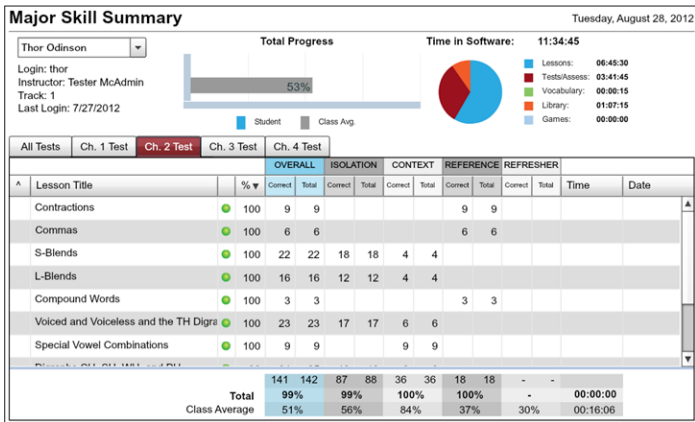 Major Skill Summary
Tuesday, August 28, 2012
Thor Odinson
Login: thor
Instructor: Tester McAdmin
Track: 1
Last Login: 7/27/2012
Total Progress
53%
Student Class Avg.
Time in Software: 11:34:45
Lessons: 06:45:30
Tests/Assess: 03:41:45
Vocabulary: 00:00:15
Library: 01:07:15
Games: 00:00:00
All Tests Ch. 1 Test Ch. 2 Test Ch. 3 Test Ch. 4 Test
OVERALL ISOLATION CONTEXT REFERENCE REFRESHER
^ Lesson Title % ▼ Correct Total Correct Total Correct Total Correct Total Correct Total Time Date
Contractions 100 9 9 9 9
Commas 100 6 6 6 6
S-Blends 100 22 22 18 18 4 4
L-Blends 100 16 16 12 12 4 4
Compound Words 100 3 3 3 3
Voiced and Voiceless and the TH Digra 100 23 23 17 17 6 6
Special Vowel Combinations 100 9 9 9 9
141 142 87 88 36 36 18 18 - -
Total 99% 99% 100% 100% - 00:00:00
Class Average 51% 56% 84% 37% 30% 00:16:06